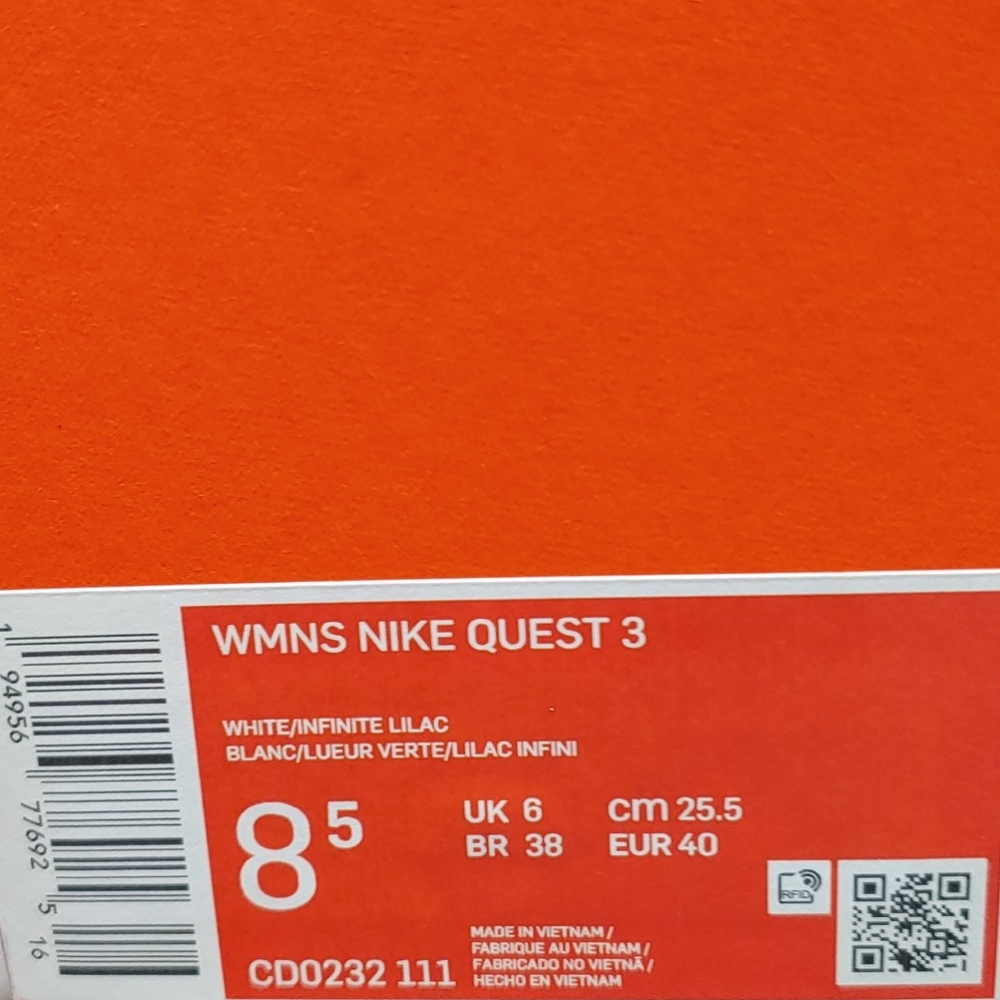 WMNS NIKE QUEST 3
WHITE/INFINITE LILAC
BLANC/LUEUR VERTE/LILAC INFINI
8 5
UK 6 cm 25.5
BR 38 EUR 40
RFID
MADE IN VIETNAM /
FABRIQUE AU VIETNAM /
FABRICADO NO VIETNÃ /
HECHO EN VIETNAM
CD0232 111
1 94956 77692 5 16